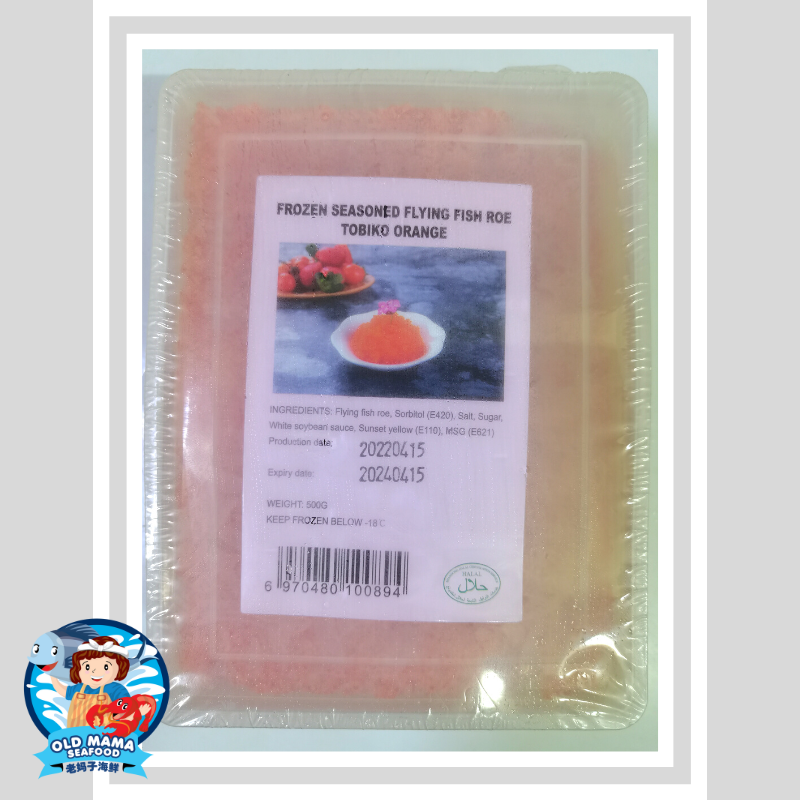 FROZEN SEASONED FLYING FISH ROE
TOBIKO ORANGE
INGREDIENTS: Flying fish roe, Sorbitol (E420), Salt, Sugar,
White soybean sauce, Sunset yellow (E110), MSG (E621)
Production date: 20220415
Expiry date: 20240415
WEIGHT: 500G
KEEP FROZEN BELOW -18℃
6 970480 100894
HALAL
حلال
OLD MAMA
SEAFOOD
老妈子海鲜